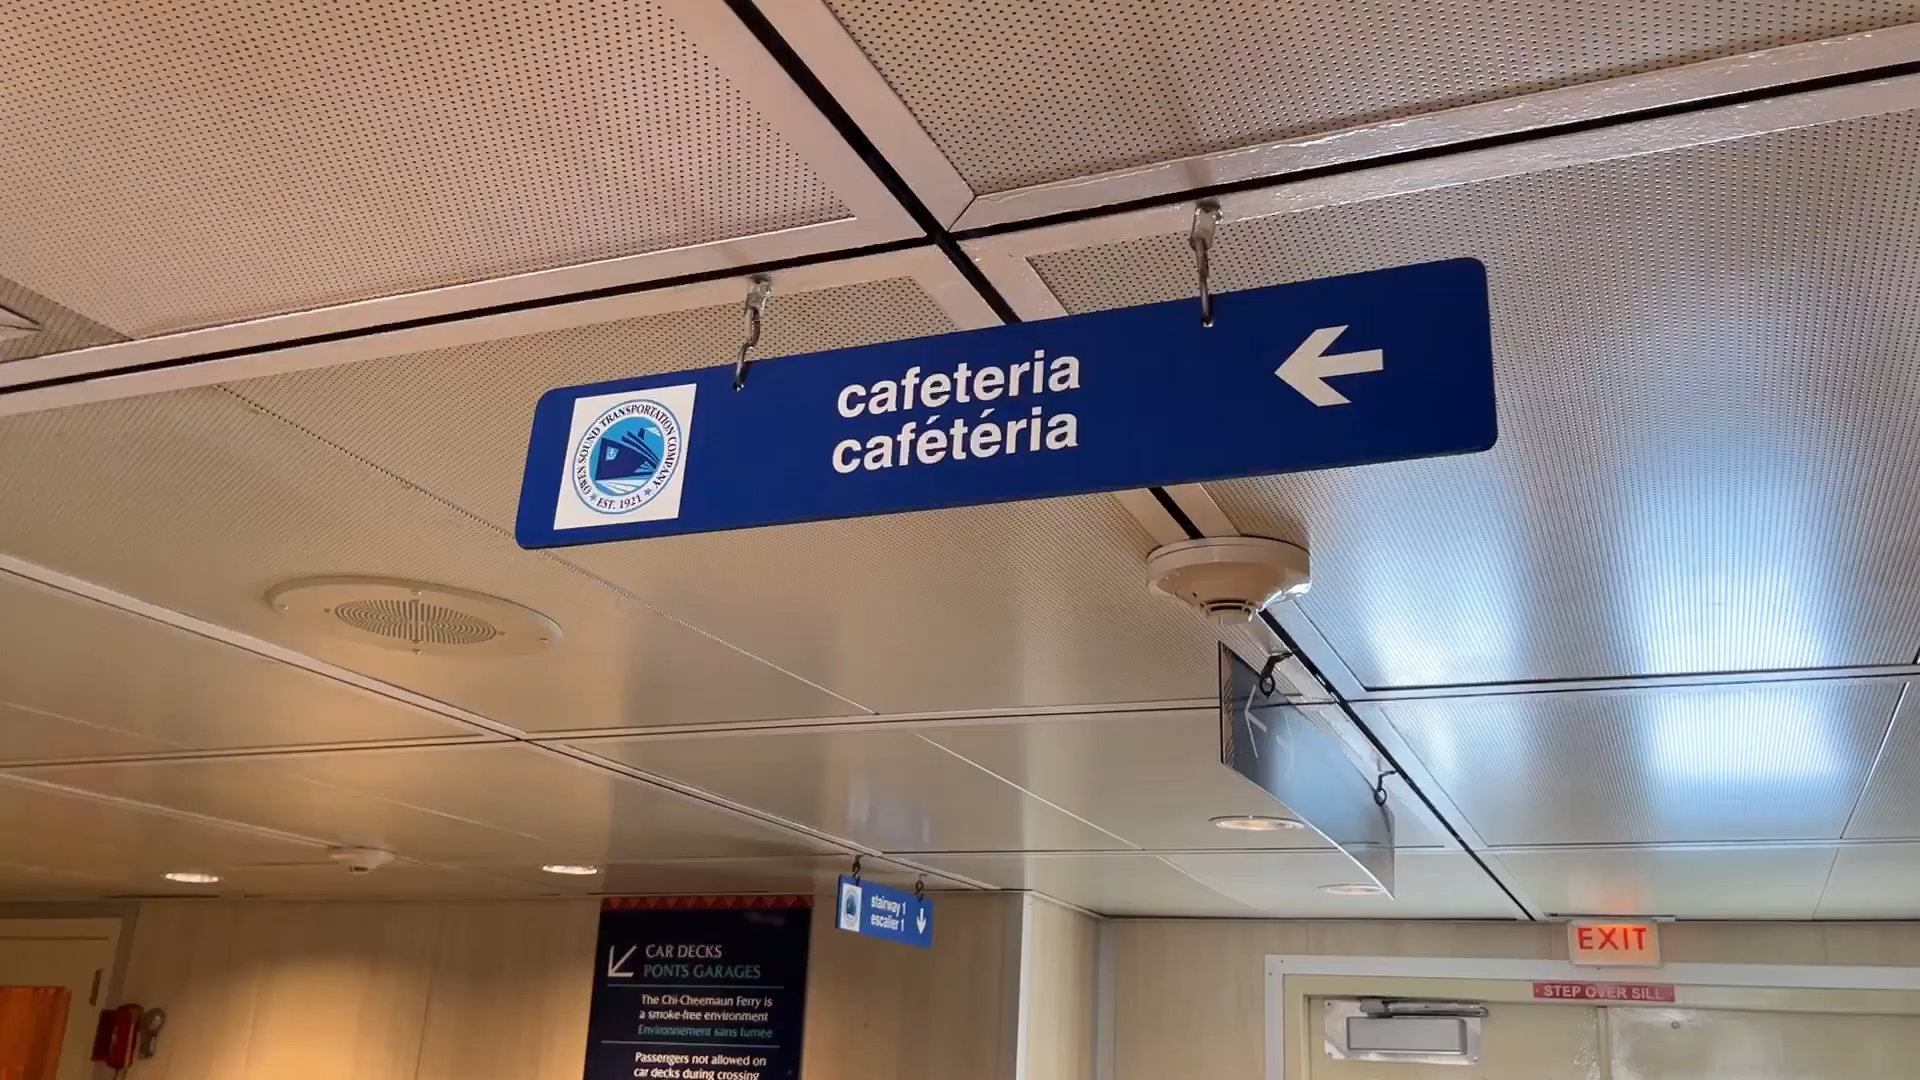 cafeteria
cafétéria
OWEN SOUND TRANSPORTATION COMPANY
EST. 1921
stairway 1
escalier 1
CAR DECKS
PONTS GARAGES
The Chi-Cheemaun Ferry is
a smoke-free environment
Environnement sans fumée
Passengers not allowed on
car decks during crossing
EXIT
STEP OVER SILL